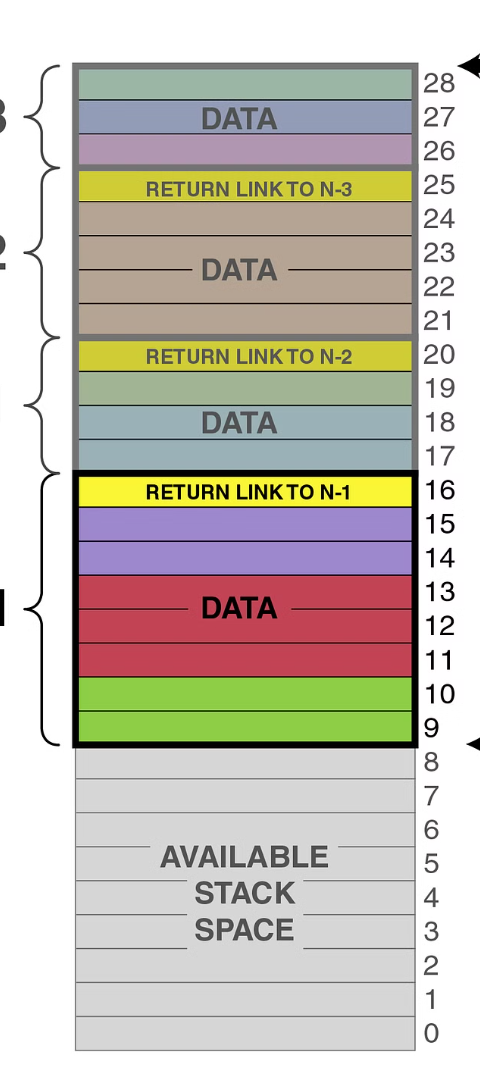 28
DATA 27
26
RETURN LINK TO N-3 25
24
23
DATA
22
21
RETURN LINK TO N-2 20
19
DATA 18
17
RETURN LINK TO N-1 16
15
14
13
DATA
12
11
10
9
8
7
6
AVAILABLE 5
STACK 4
SPACE 3
2
1
0